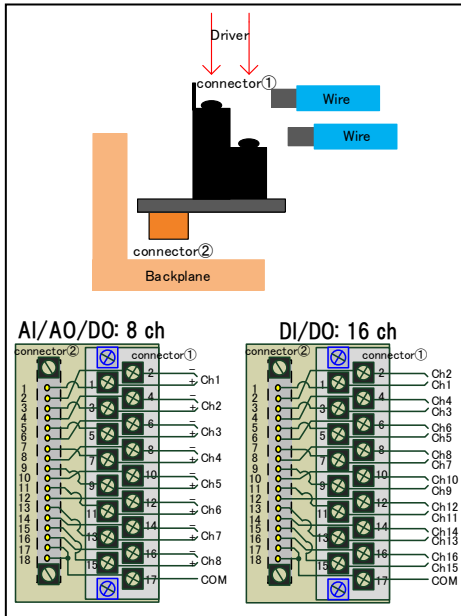 Driver
connector①
Wire
Wire
connector②
Backplane
AI/AO/DO: 8 ch
connector②
connector①
1
2
3
4
5
6
7
8
9
10
11
12
13
14
15
16
17
18
2
1
4
3
6
5
8
7
10
9
12
11
14
13
16
15
17
−
+ Ch1
−
+ Ch2
−
+ Ch3
−
+ Ch4
−
+ Ch5
−
+ Ch6
−
+ Ch7
−
+ Ch8
COM
DI/DO: 16 ch
connector②
connector①
1
2
3
4
5
6
7
8
9
10
11
12
13
14
15
16
17
18
2
1
4
3
6
5
8
7
10
9
12
11
14
13
16
15
17
Ch2
Ch1
Ch4
Ch3
Ch6
Ch5
Ch8
Ch7
Ch10
Ch9
Ch12
Ch11
Ch14
Ch13
Ch16
Ch15
COM